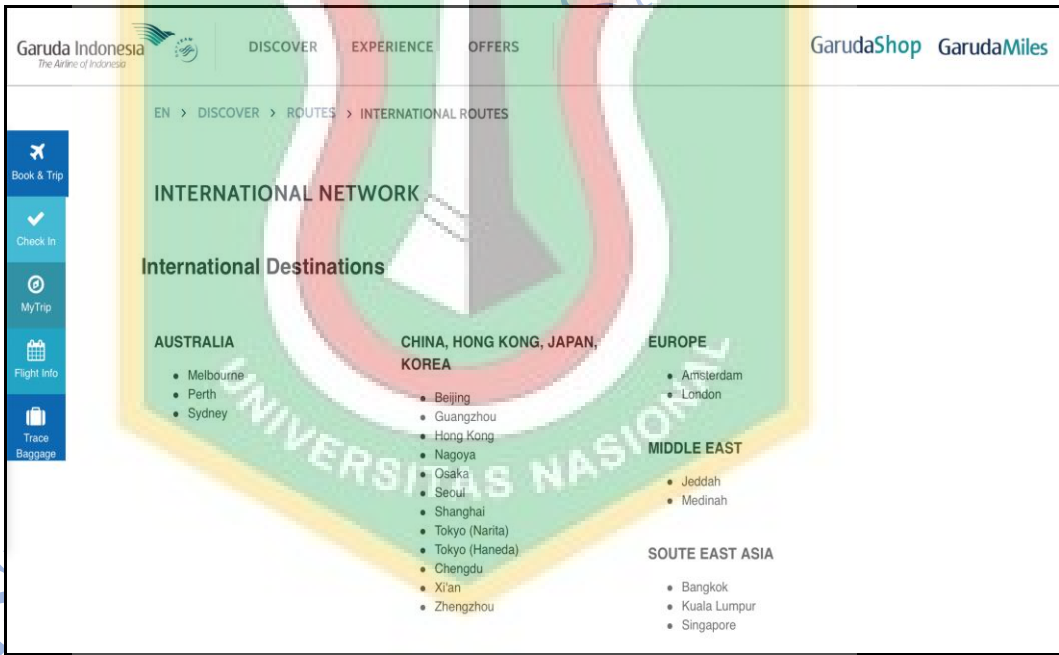 Garuda Indonesia
The Airline of Indonesia
DISCOVER EXPERIENCE OFFERS
GarudaShop GarudaMiles
EN > DISCOVER > ROUTES > INTERNATIONAL ROUTES
Book & Trip
Check In
MyTrip
Flight Info
Trace
Baggage
INTERNATIONAL NETWORK
International Destinations
AUSTRALIA
• Melbourne
• Perth
• Sydney
CHINA, HONG KONG, JAPAN,
KOREA
• Beijing
• Guangzhou
• Hong Kong
• Nagoya
• Osaka
• Seoul
• Shanghai
• Tokyo (Narita)
• Tokyo (Haneda)
• Chengdu
• Xi'an
• Zhengzhou
EUROPE
• Amsterdam
• London
MIDDLE EAST
• Jeddah
• Medinah
SOUTE EAST ASIA
• Bangkok
• Kuala Lumpur
• Singapore
UNIVERSITAS NASIONAL